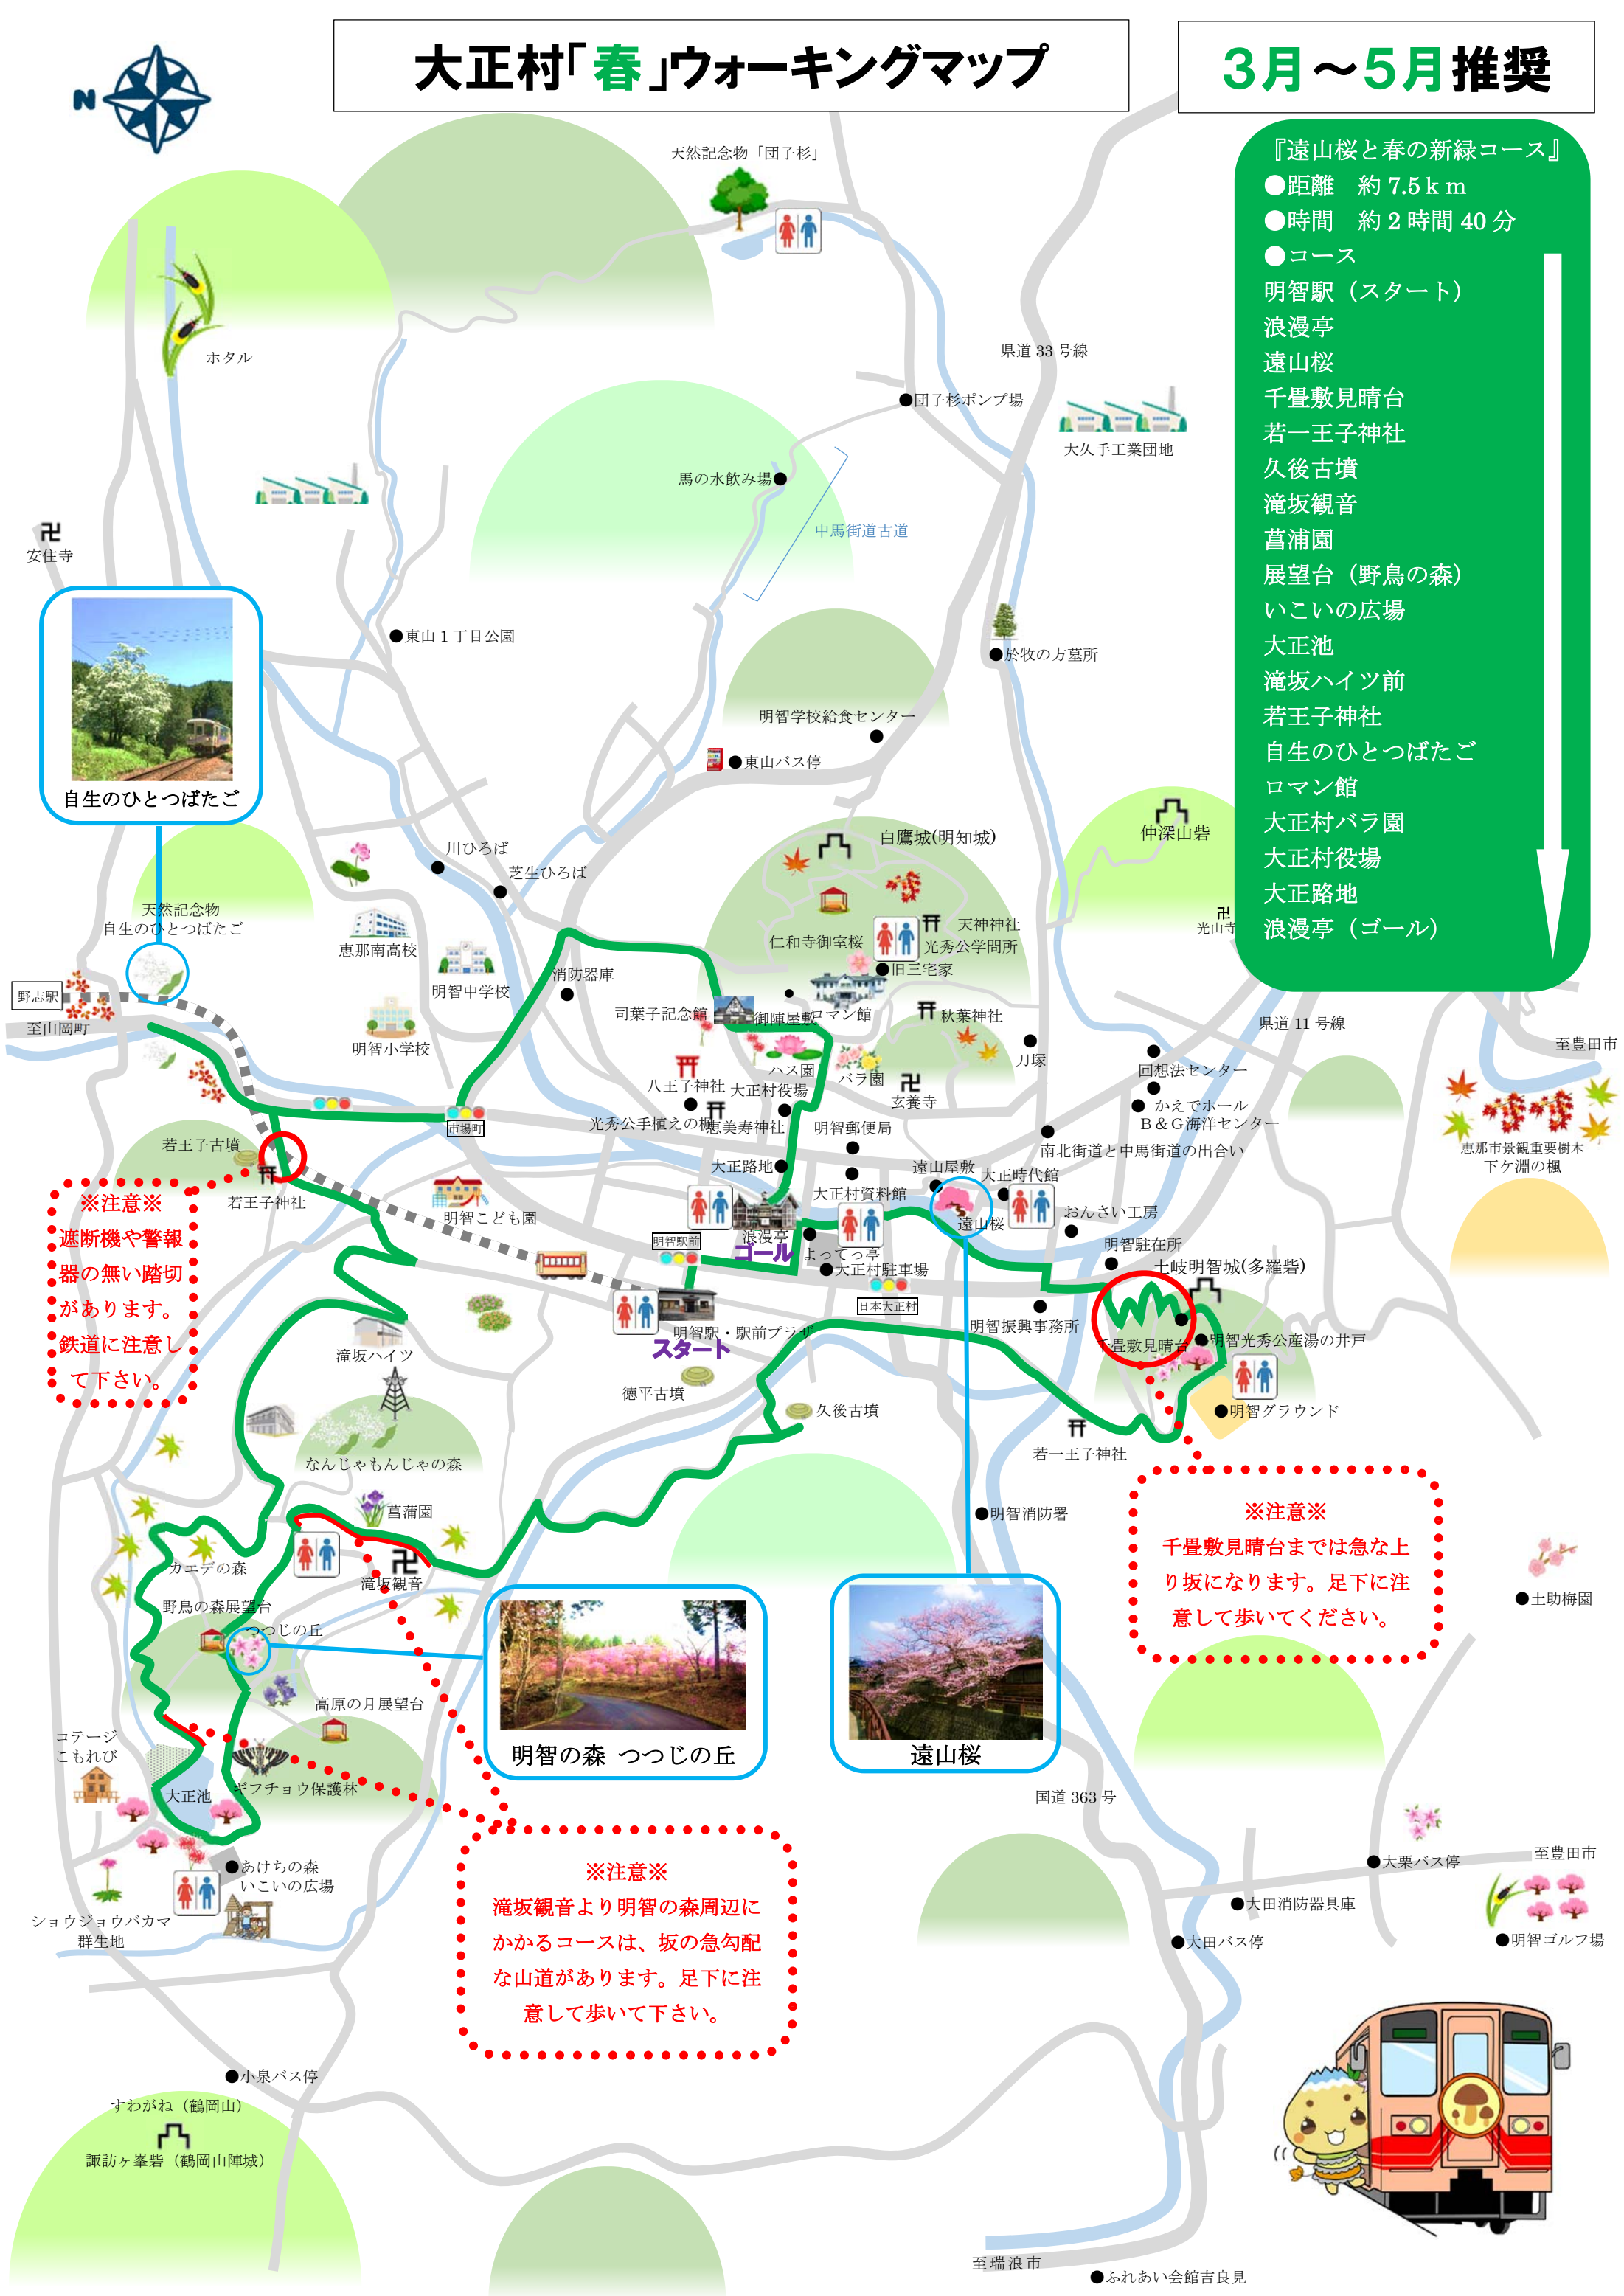 大正村「春」ウォーキングマップ
3月～5月推奨
N
『遠山桜と春の新緑コース』
●距離　約 7.5ｋｍ
●時間　約 2 時間 40 分
●コース
明智駅（スタート）
浪漫亭
遠山桜
千畳敷見晴台
若一王子神社
久後古墳
滝坂観音
菖浦園
展望台（野鳥の森）
いこいの広場
大正池
滝坂ハイツ前
若王子神社
自生のひとつばたご
ロマン館
大正村バラ園
大正村役場
大正路地
浪漫亭（ゴール）
天然記念物「団子杉」
ホタル
県道 33 号線
●団子杉ポンプ場
大久手工業団地
馬の水飲み場●
中馬街道古道
安住寺
●東山 1 丁目公園
●於牧の方墓所
自生のひとつばたご
明智学校給食センター
●東山バス停
仲深山砦
白鷹城(明知城)
川ひろば
芝生ひろば
天然記念物
自生のひとつばたご
恵那南高校
明智中学校
消防器庫
仁和寺御室桜
天神神社
光秀公学問所
●旧三宅家
光山寺
野志駅
至山岡町
明智小学校
司葉子記念館
御陣屋敷
ロマン館
秋葉神社
刀塚
県道 11 号線
至豊田市
ハス園
バラ園
玄養寺
八王子神社
大正村役場
回想法センター
● かえでホール
Ｂ＆Ｇ海洋センター
市場町
光秀公手植えの楓
恵美寿神社
明智郵便局
南北街道と中馬街道の出合い
恵那市景観重要樹木
下ケ淵の楓
若王子古墳
若王子神社
大正路地●
大正村資料館
遠山屋敷
大正時代館
遠山桜
おんさい工房
明智こども園
明智駅前
浪漫亭
ゴール
よってっ亭
●大正村駐車場
日本大正村
明智駐在所
土岐明智城(多羅砦)
※注意※
遮断機や警報
器の無い踏切
があります。
鉄道に注意し
て下さい。
明智駅・駅前プラザ
スタート
明智振興事務所
千畳敷見晴台
●明智光秀公産湯の井戸
滝坂ハイツ
徳平古墳
久後古墳
●明智グラウンド
若一王子神社
なんじゃもんじゃの森
菖蒲園
●明智消防署
※注意※
千畳敷見晴台までは急な上
り坂になります。足下に注
意して歩いてください。
カエデの森
滝坂観音
野鳥の森展望台
つつじの丘
●土助梅園
高原の月展望台
明智の森 つつじの丘
遠山桜
コテージ
こもれび
大正池
ギフチョウ保護林
国道 363 号
※注意※
滝坂観音より明智の森周辺に
かかるコースは、坂の急勾配
な山道があります。足下に注
意して歩いて下さい。
●あけちの森
いこいの広場
ショウジョウバカマ
群生地
●大栗バス停
至豊田市
●大田消防器具庫
●大田バス停
●明智ゴルフ場
●小泉バス停
すわがね（鶴岡山）
諏訪ヶ峯砦（鶴岡山陣城）
至瑞浪市
●ふれあい会館吉良見